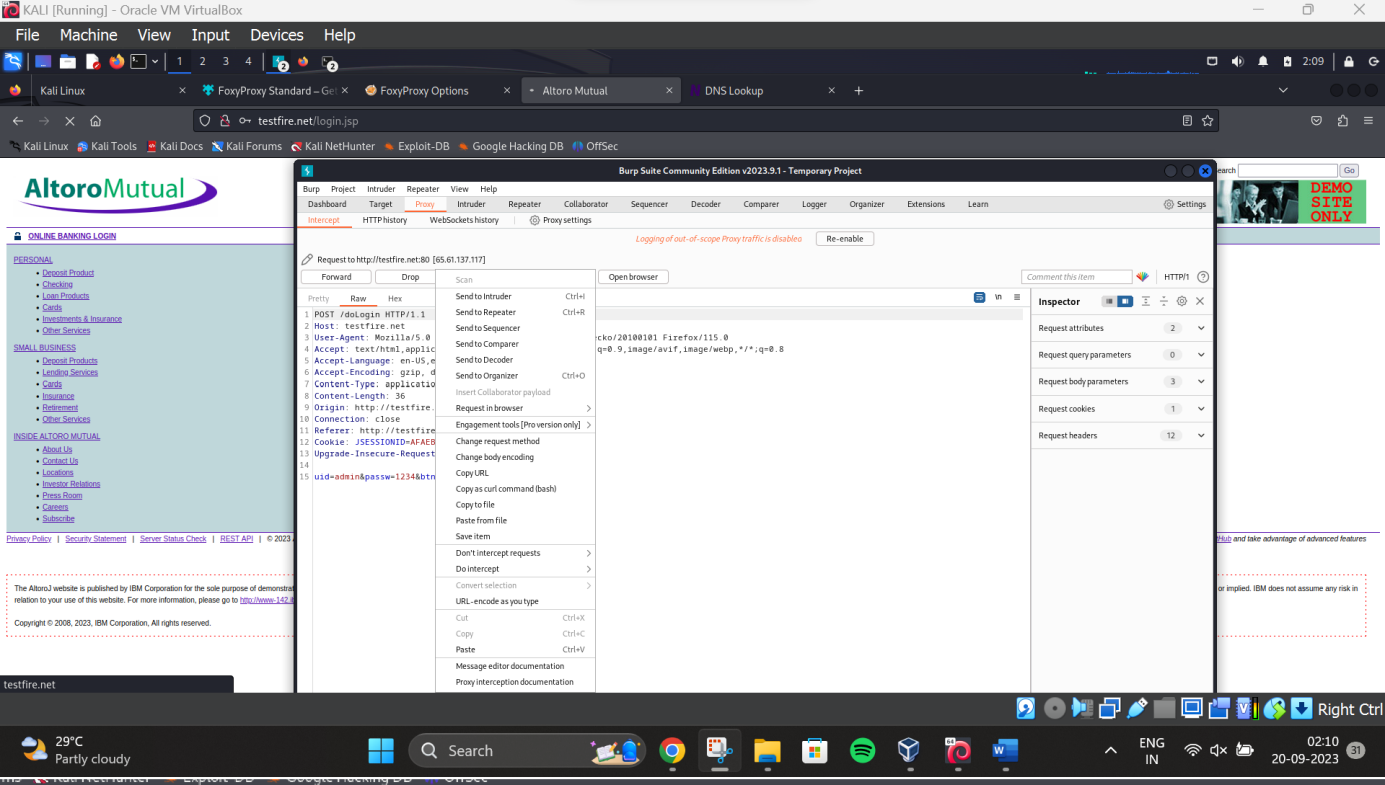 KALI [Running] - Oracle VM VirtualBox
File Machine View Input Devices Help
1 2 3 4 2 2 2:09
Kali Linux FoxyProxy Standard – Get FoxyProxy Options Altoro Mutual DNS Lookup
testfire.net/login.jsp
Kali Linux Kali Tools Kali Docs Kali Forums Kali NetHunter Exploit-DB Google Hacking DB OffSec
Burp Suite Community Edition v2023.9.1 - Temporary Project
earch Go
AltoroMutual
DEMO
SITE
ONLY
Burp Project Intruder Repeater View Help
Dashboard Target Proxy Intruder Repeater Collaborator Sequencer Decoder Comparer Logger Organizer Extensions Learn Settings
Intercept HTTP history WebSockets history Proxy settings
ONLINE BANKING LOGIN
Logging of out-of-scope Proxy traffic is disabled Re-enable
PERSONAL
Deposit Product
Checking
Loan Products
Cards
Investments & Insurance
Other Services
SMALL BUSINESS
Deposit Products
Lending Services
Cards
Insurance
Retirement
Other Services
INSIDE ALTORO MUTUAL
About Us
Contact Us
Locations
Investor Relations
Press Room
Careers
Subscribe
Request to http://testfire.net:80 [65.61.137.117]
Forward Drop Open browser Comment this item HTTP/1
Pretty Raw Hex \n
1 POST /doLogin HTTP/1.1
2 Host: testfire.net
3 User-Agent: Mozilla/5.0 cko/20100101 Firefox/115.0
4 Accept: text/html,applic q=0.9,image/avif,image/webp,*/*;q=0.8
5 Accept-Language: en-US,e
6 Accept-Encoding: gzip, d
7 Content-Type: applicatio
8 Content-Length: 36
9 Origin: http://testfire.
10 Connection: close
11 Referer: http://testfire
12 Cookie: JSESSIONID=AFAEB
13 Upgrade-Insecure-Request
14
15 uid=admin&passw=1234&btn
Scan
Send to Intruder Ctrl+I
Send to Repeater Ctrl+R
Send to Sequencer
Send to Comparer
Send to Decoder
Send to Organizer Ctrl+O
Insert Collaborator payload
Request in browser
Engagement tools [Pro version only]
Change request method
Change body encoding
Copy URL
Copy as curl command (bash)
Copy to file
Paste from file
Save item
Don't intercept requests
Do intercept
Convert selection
URL-encode as you type
Cut Ctrl+X
Copy Ctrl+C
Paste Ctrl+V
Message editor documentation
Proxy interception documentation
Inspector
Request attributes 2
Request query parameters 0
Request body parameters 3
Request cookies 1
Request headers 12
Privacy Policy | Security Statement | Server Status Check | REST API | © 2023 and take advantage of advanced features
The AltoroJ website is published by IBM Corporation for the sole purpose of demonstrat or implied. IBM does not assume any risk in
relation to your use of this website. For more information, please go to http://www-142.i
Copyright © 2008, 2023, IBM Corporation, All rights reserved.
testfire.net
Right Ctrl
29°C
Partly cloudy
Search
ENG
IN
02:10
20-09-2023
31